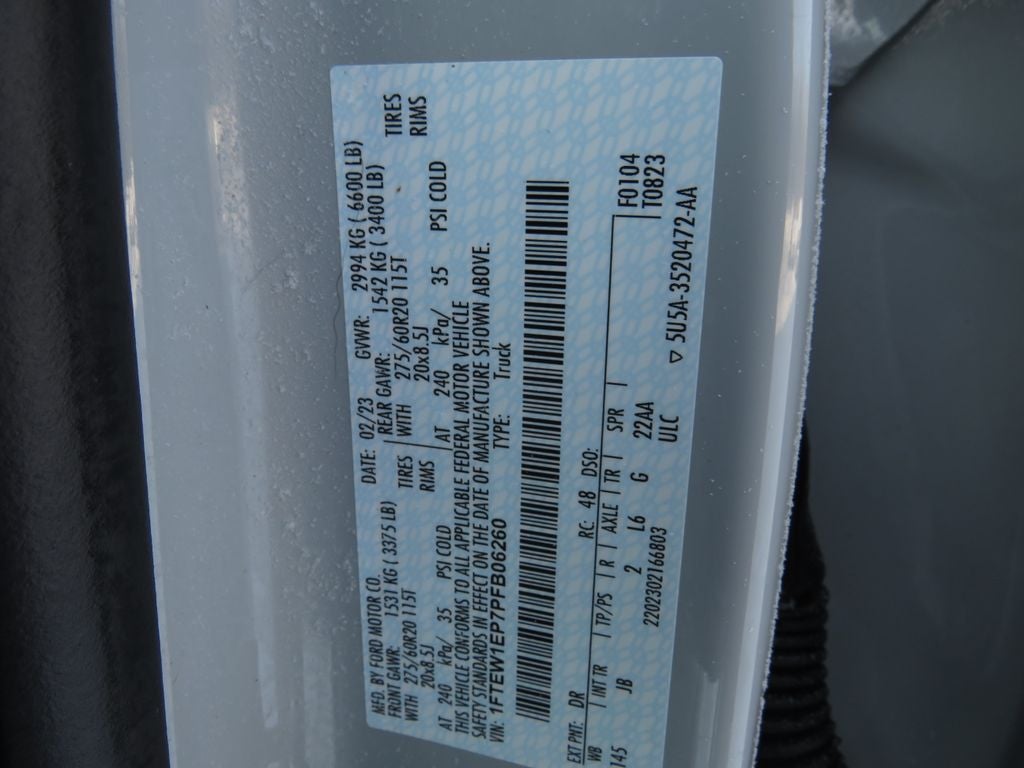 MFD. BY FORD MOTOR CO.
DATE: 02/23 GVWR: 2994 KG ( 6600 LB)
FRONT GAWR: 1531 KG ( 3375 LB) REAR GAWR: 1542 KG ( 3400 LB)
WITH 275/60R20 115T TIRES WITH 275/60R20 115T TIRES
20x8.5J RIMS 20x8.5J RIMS
AT 240 kPa/ 35 PSI COLD AT 240 kPa/ 35 PSI COLD
THIS VEHICLE CONFORMS TO ALL APPLICABLE FEDERAL MOTOR VEHICLE
SAFETY STANDARDS IN EFFECT ON THE DATE OF MANUFACTURE SHOWN ABOVE.
VIN: 1FTEW1EP7PFB06260 TYPE: Truck
EXT PNT: DR RC: 48 DSO: F0104
WB INT TR TP/PS R AXLE TR SPR T0823
145 JB 2 L6 G 22AA
2202302166803 ULC
▽ 5U5A-3520472-AA